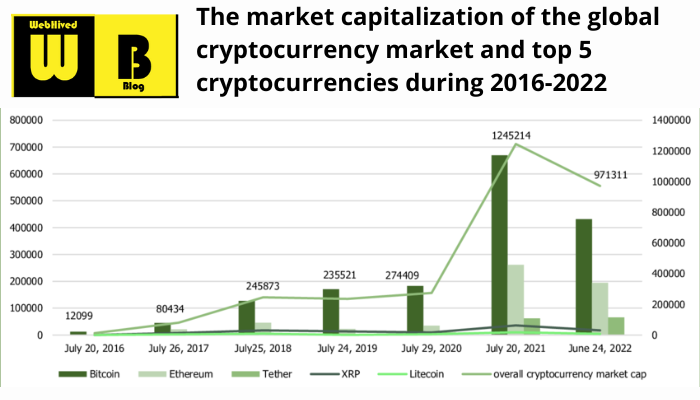 WebHived
W
B
Blog
The market capitalization of the global
cryptocurrency market and top 5
cryptocurrencies during 2016-2022
800000
700000
600000
500000
400000
300000
200000
100000
0
1400000
1200000
1000000
800000
600000
400000
200000
0
12099
80434
245873
235521
274409
1245214
971311
July 20, 2016
July 26, 2017
July25, 2018
July 24, 2019
July 29, 2020
July 20, 2021
June 24, 2022
Bitcoin
Ethereum
Tether
XRP
Litecoin
overall cryptocurrency market cap